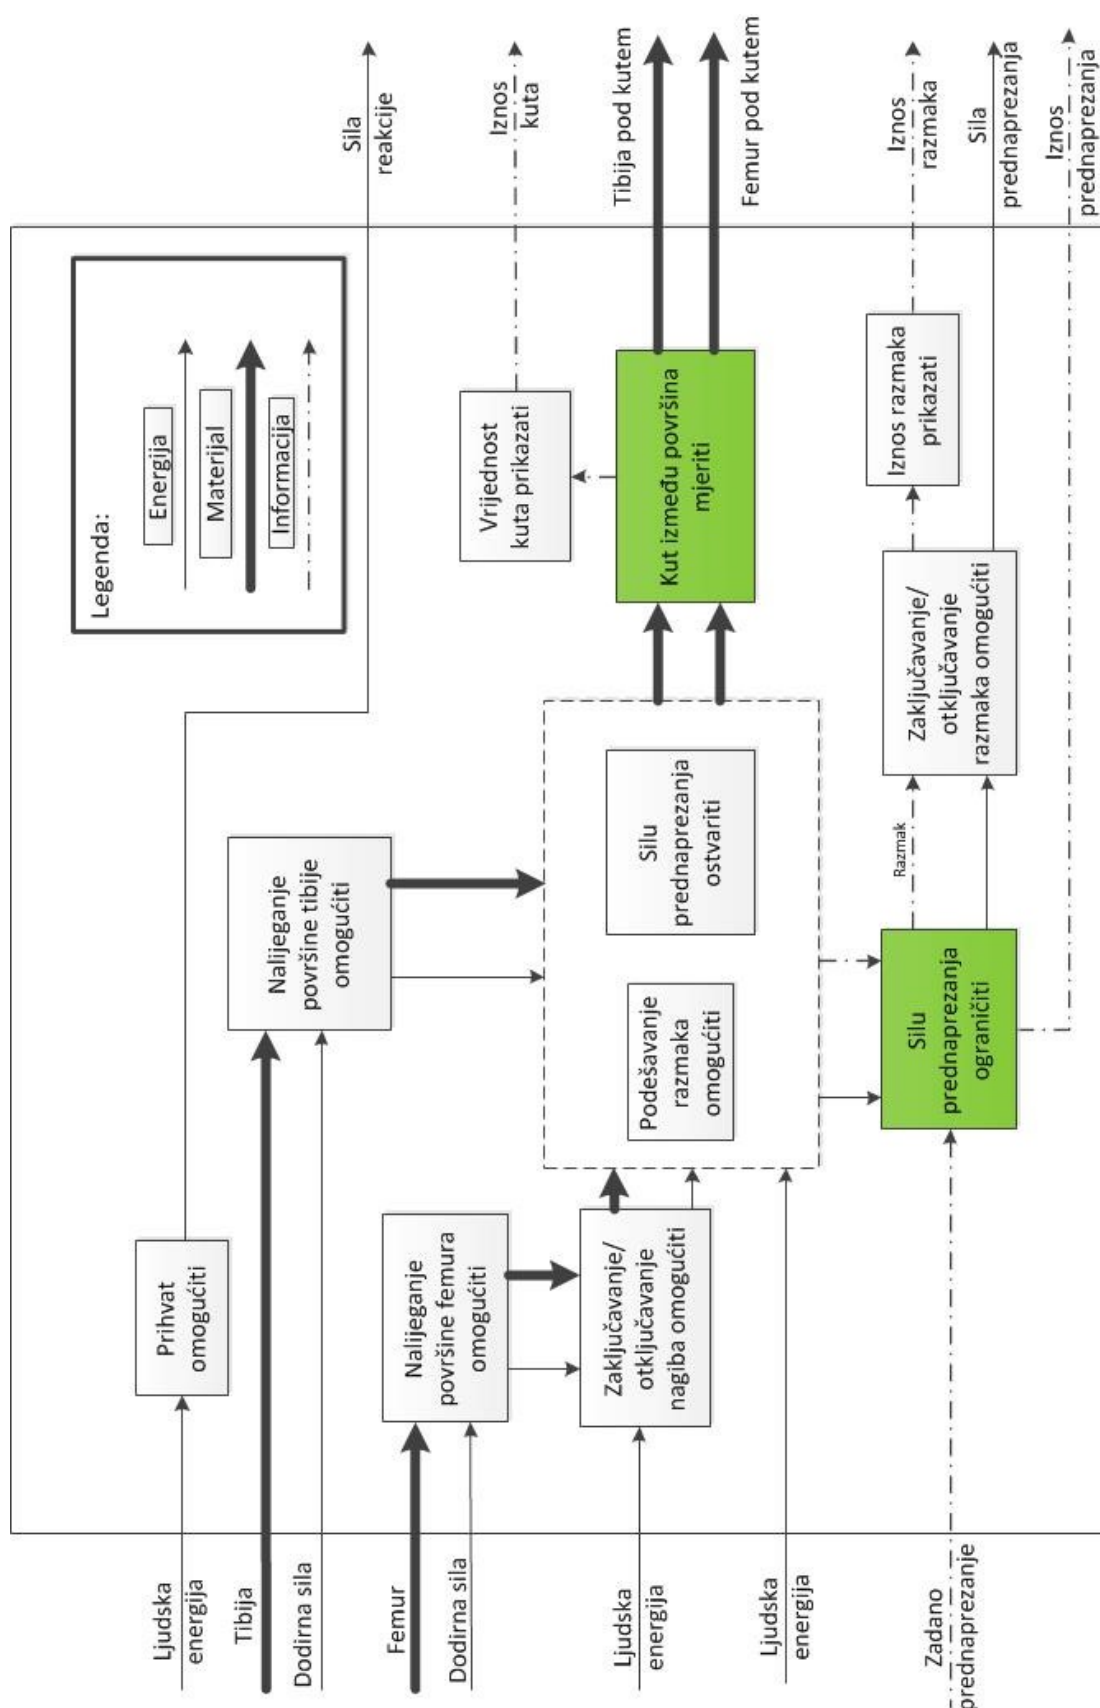 Legenda:
Energija
Materijal
Informacija
Ljudska
energija
Prihvat
omogućiti
Sila
reakcije
Tibija
Dodirna sila
Nalijeganje
površine tibije
omogućiti
Femur
Dodirna sila
Nalijeganje
površine femura
omogućiti
Ljudska
energija
Zaključavanje/
otključavanje
nagiba omogućiti
Ljudska
energija
Podešavanje
razmaka
omogućiti
Silu
prednaprezanja
ostvariti
Vrijednost
kuta prikazati
Iznos
kuta
Kut između površina
mjeriti
Tibija pod kutem
Femur pod kutem
Zadano
prednaprezanje
Silu
prednaprezanja
ograničiti
Razmak
Zaključavanje/
otključavanje
razmaka omogućiti
Iznos razmaka
prikazati
Iznos
razmaka
Sila
prednaprezanja
Iznos
prednaprezanja